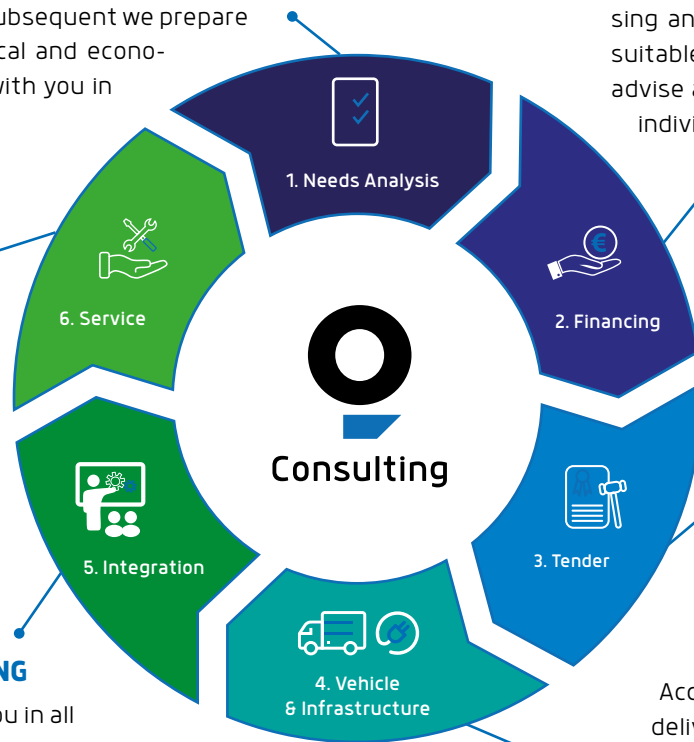 ubsequent we prepare
cal and econo-
with you in
sing an
suitable
advise a
indivi
1. Needs Analysis
2. Financing
3. Tender
4. Vehicle
& Infrastructure
5. Integration
6. Service
Consulting
NG
ou in all
Acc
deliv